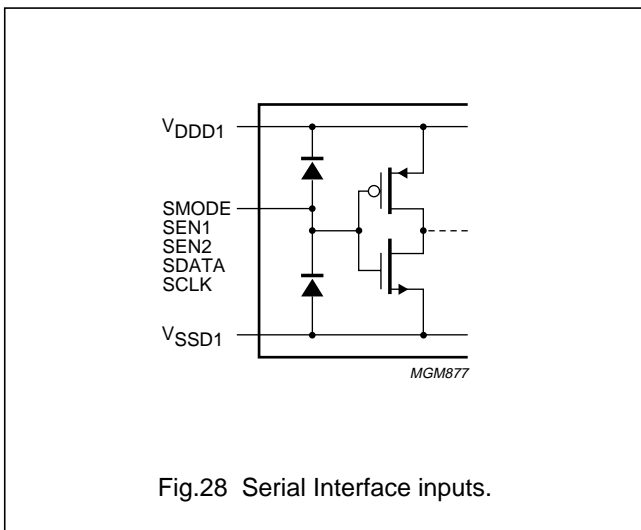 VDDD1
SMODE
SEN1
SEN2
SDATA
SCLK
VSSD1
MGM877
Fig.28 Serial Interface inputs.